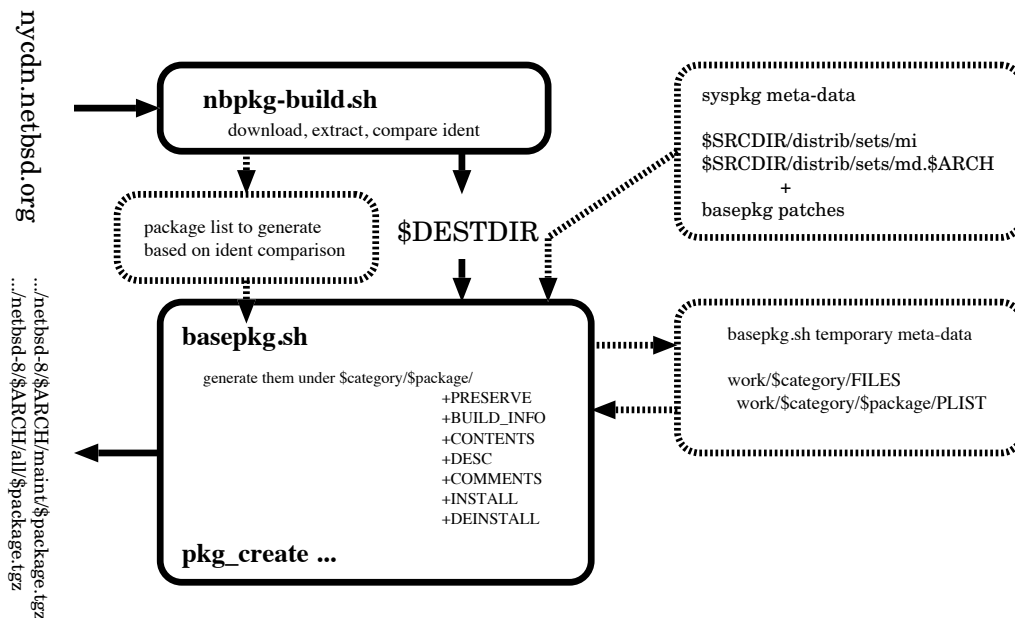 nycdn.netbsd.org
nbpkg-build.sh
download, extract, compare ident
syspkg meta-data
$SRCDIR/distrib/sets/mi
$SRCDIR/distrib/sets/md.$ARCH
+
basepkg patches
package list to generate
based on ident comparison
$DESTDIR
basepkg.sh
generate them under $category/$package/
+PRESERVE
+BUILD_INFO
+CONTENTS
+DESC
+COMMENTS
+INSTALL
+DEINSTALL
pkg_create ...
basepkg.sh temporary meta-data
work/$category/FILES
work/$category/$package/PLIST
.../netbsd-8/$ARCH/maint/$package.tgz
.../netbsd-8/$ARCH/all/$package.tgz